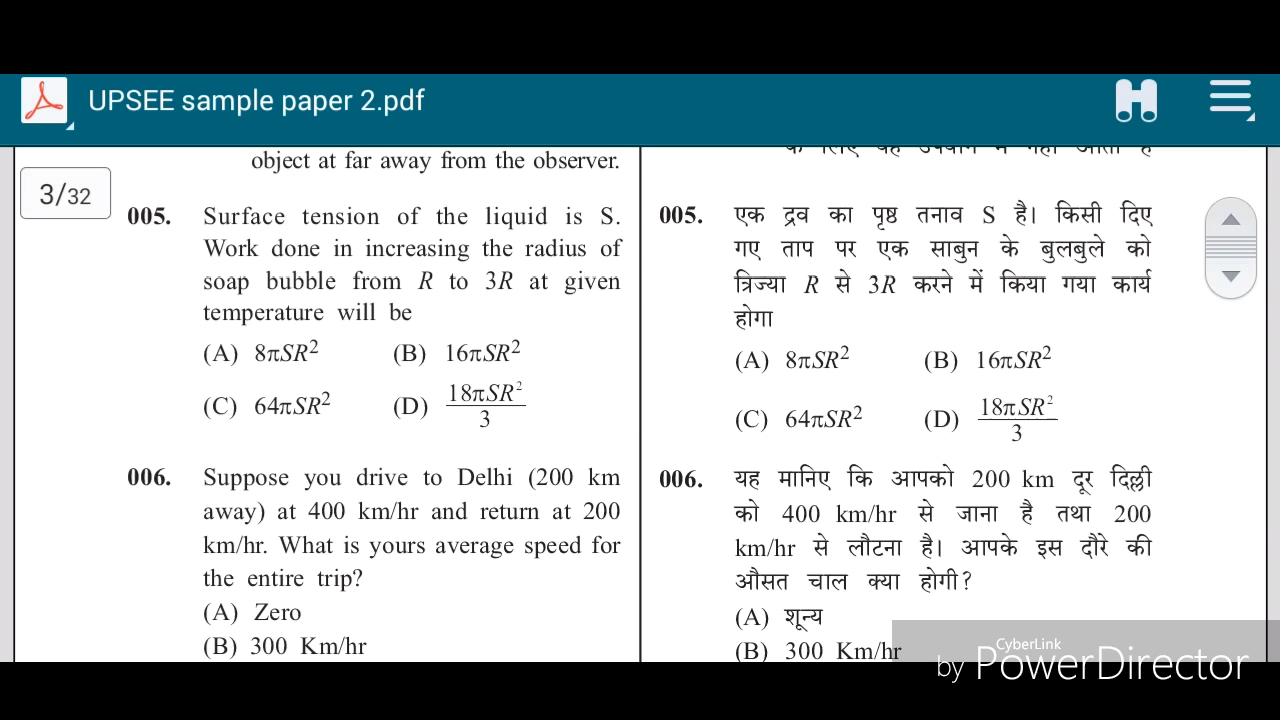 UPSEE sample paper 2.pdf
3/32
object at far away from the observer.
005. Surface tension of the liquid is S.
Work done in increasing the radius of
soap bubble from R to 3R at given
temperature will be
(A) 8πSR² (B) 16πSR²
(C) 64πSR² (D) 18πSR²/3
006. Suppose you drive to Delhi (200 km
away) at 400 km/hr and return at 200
km/hr. What is yours average speed for
the entire trip?
(A) Zero
(B) 300 Km/hr
005. एक द्रव का पृष्ठ तनाव S है। किसी दिए
गए ताप पर एक साबुन के बुलबुले को
त्रिज्या R से 3R करने में किया गया कार्य
होगा
(A) 8πSR² (B) 16πSR²
(C) 64πSR² (D) 18πSR²/3
006. यह मानिए कि आपको 200 km दूर दिल्ली
को 400 km/hr से जाना है तथा 200
km/hr से लौटना है। आपके इस दौरे की
औसत चाल क्या होगी?
(A) शून्य
(B) 300 Km/hr
CyberLink
by PowerDirector